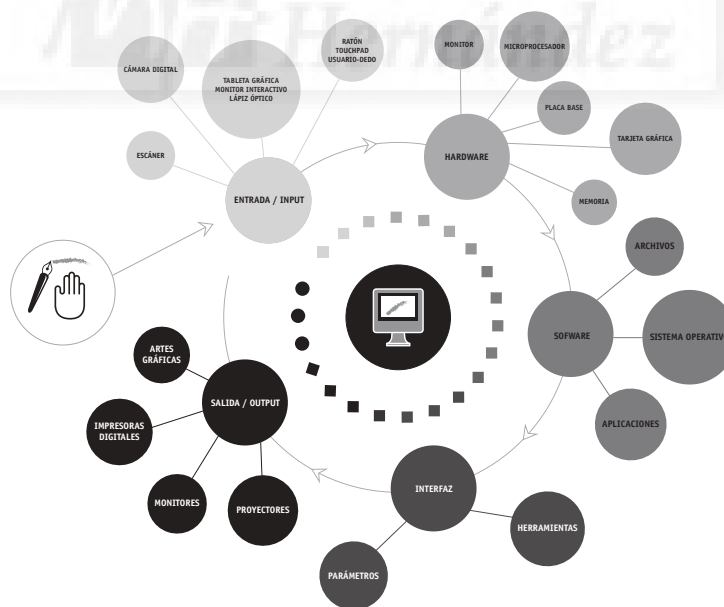 Hernández
RATÓN
TOUCHPAD
USUARIO-DEDO
CÁMARA DIGITAL
TABLETA GRÁFICA
MONITOR INTERACTIVO
LÁPIZ ÓPTICO
ESCÁNER
ENTRADA / INPUT
MONITOR
MICROPROCESADOR
PLACA BASE
TARJETA GRÁFICA
HARDWARE
MEMORIA
ARCHIVOS
SOFWARE
SISTEMA OPERATIV
APLICACIONES
INTERFAZ
HERRAMIENTAS
PARÁMETROS
ARTES
GRÁFICAS
SALIDA / OUTPUT
IMPRESORAS
DIGITALES
MONITORES
PROYECTORES